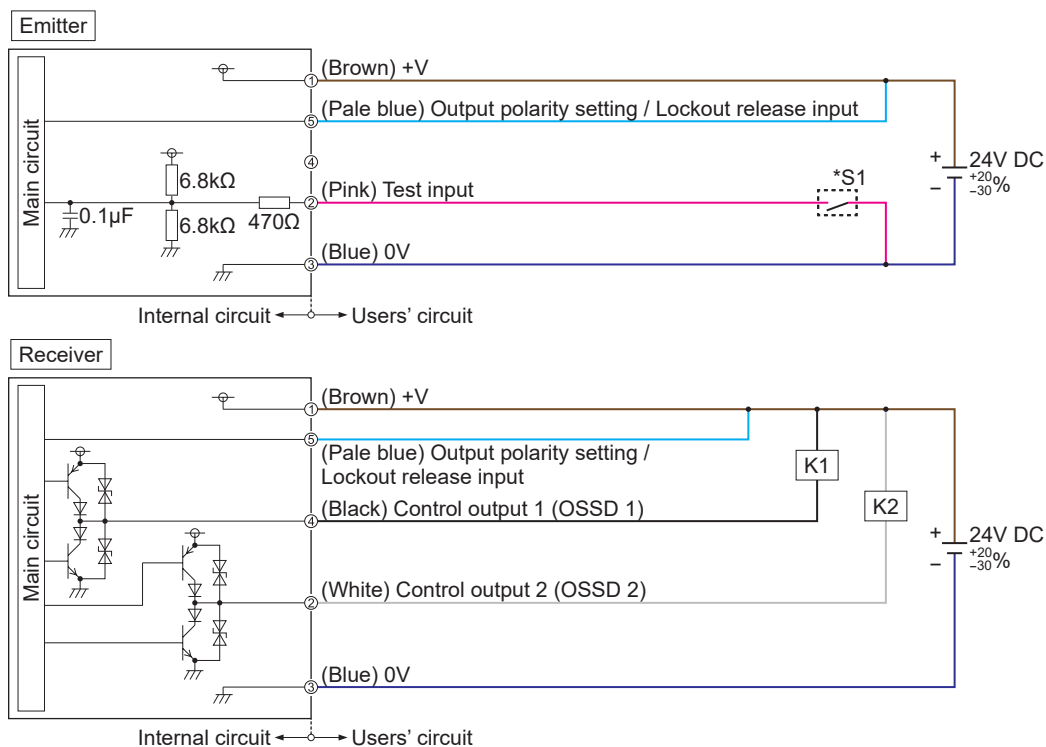 Emitter
(Brown) +V
(Pale blue) Output polarity setting / Lockout release input
Main circuit
1
5
4
6.8kΩ
(Pink) Test input
*S1
+
−
24V DC
+20
−30 %
0.1μF
6.8kΩ
470Ω
2
(Blue) 0V
3
Internal circuit
Users’ circuit
Receiver
(Brown) +V
1
5
(Pale blue) Output polarity setting /
Lockout release input
K1
(Black) Control output 1 (OSSD 1)
4
K2
Main circuit
+
−
24V DC
+20
−30 %
(White) Control output 2 (OSSD 2)
2
(Blue) 0V
3
Internal circuit
Users’ circuit